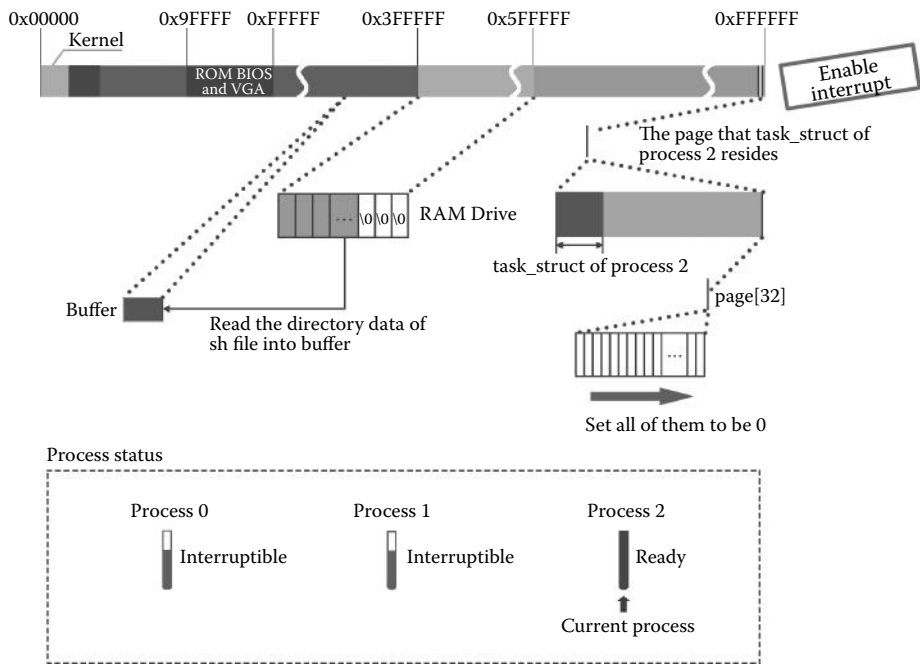 0x00000 0x9FFFF 0xFFFFF 0x3FFFFF 0x5FFFFF 0xFFFFFF
Kernel
ROM BIOS
and VGA
Enable
interrupt
The page that task_struct of
process 2 resides
... \0 \0 \0
RAM Drive
task_struct of process 2
page[32]
Buffer
Read the directory data of
sh file into buffer
...
Set all of them to be 0
Process status
Process 0 Process 1 Process 2
Interruptible Interruptible Ready
Current process